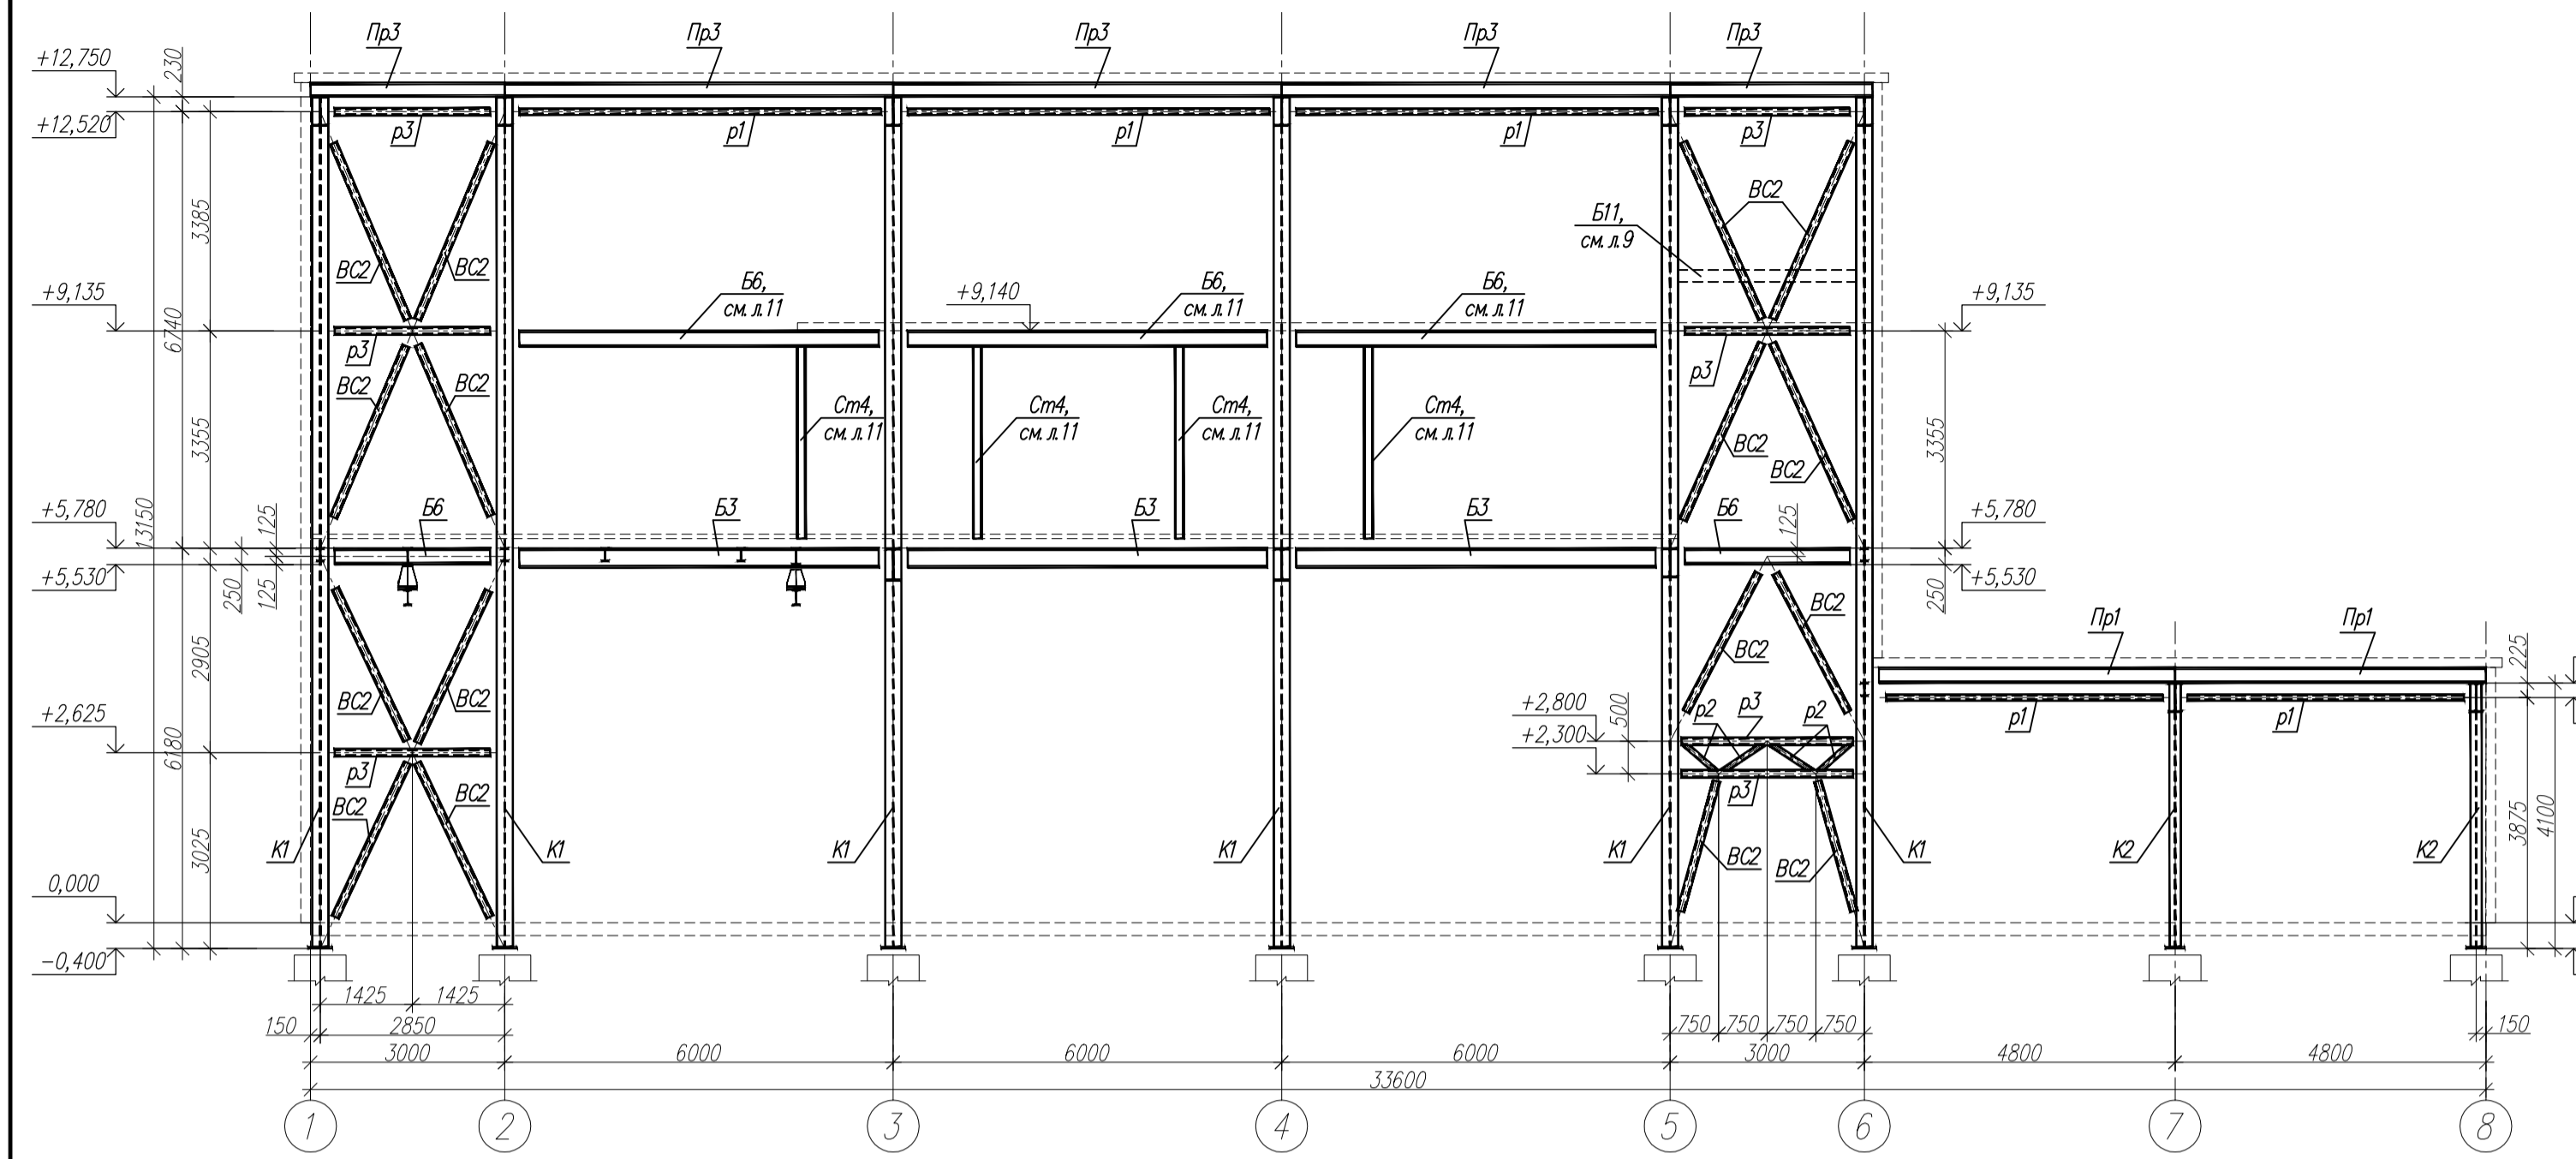 Пр3
Пр3
Пр3
Пр3
Пр3
+12,750
230
+12,520
р3
р1
р1
р1
р3
3385
ВС2
ВС2
ВС2
Б11,
см. л.9
+9,135
6740
р3
Б6,
см. л.11
+9,140
Б6,
см. л.11
Б6,
см. л.11
+9,135
р3
ВС2
ВС2
3355
Ст4,
см. л.11
Ст4,
см. л.11
Ст4,
см. л.11
Ст4,
см. л.11
ВС2
ВС2
3355
+5,780
13150
125
Б6
Б3
Б3
Б3
Б6
125
+5,780
+5,530
250
125
250
+5,530
2905
ВС2
ВС2
ВС2
ВС2
Пр1
Пр1
225
+2,625
6180
р3
+2,800
500
+2,300
р2
р3
р2
р3
р1
р1
ВС2
ВС2
3025
К1
К1
К1
К1
К1
ВС2
ВС2
К1
К2
К2
3875
4100
0,000
-0,400
1425
1425
150
2850
750
750
750
750
150
3000
6000
6000
6000
3000
4800
4800
33600
1
2
3
4
5
6
7
8